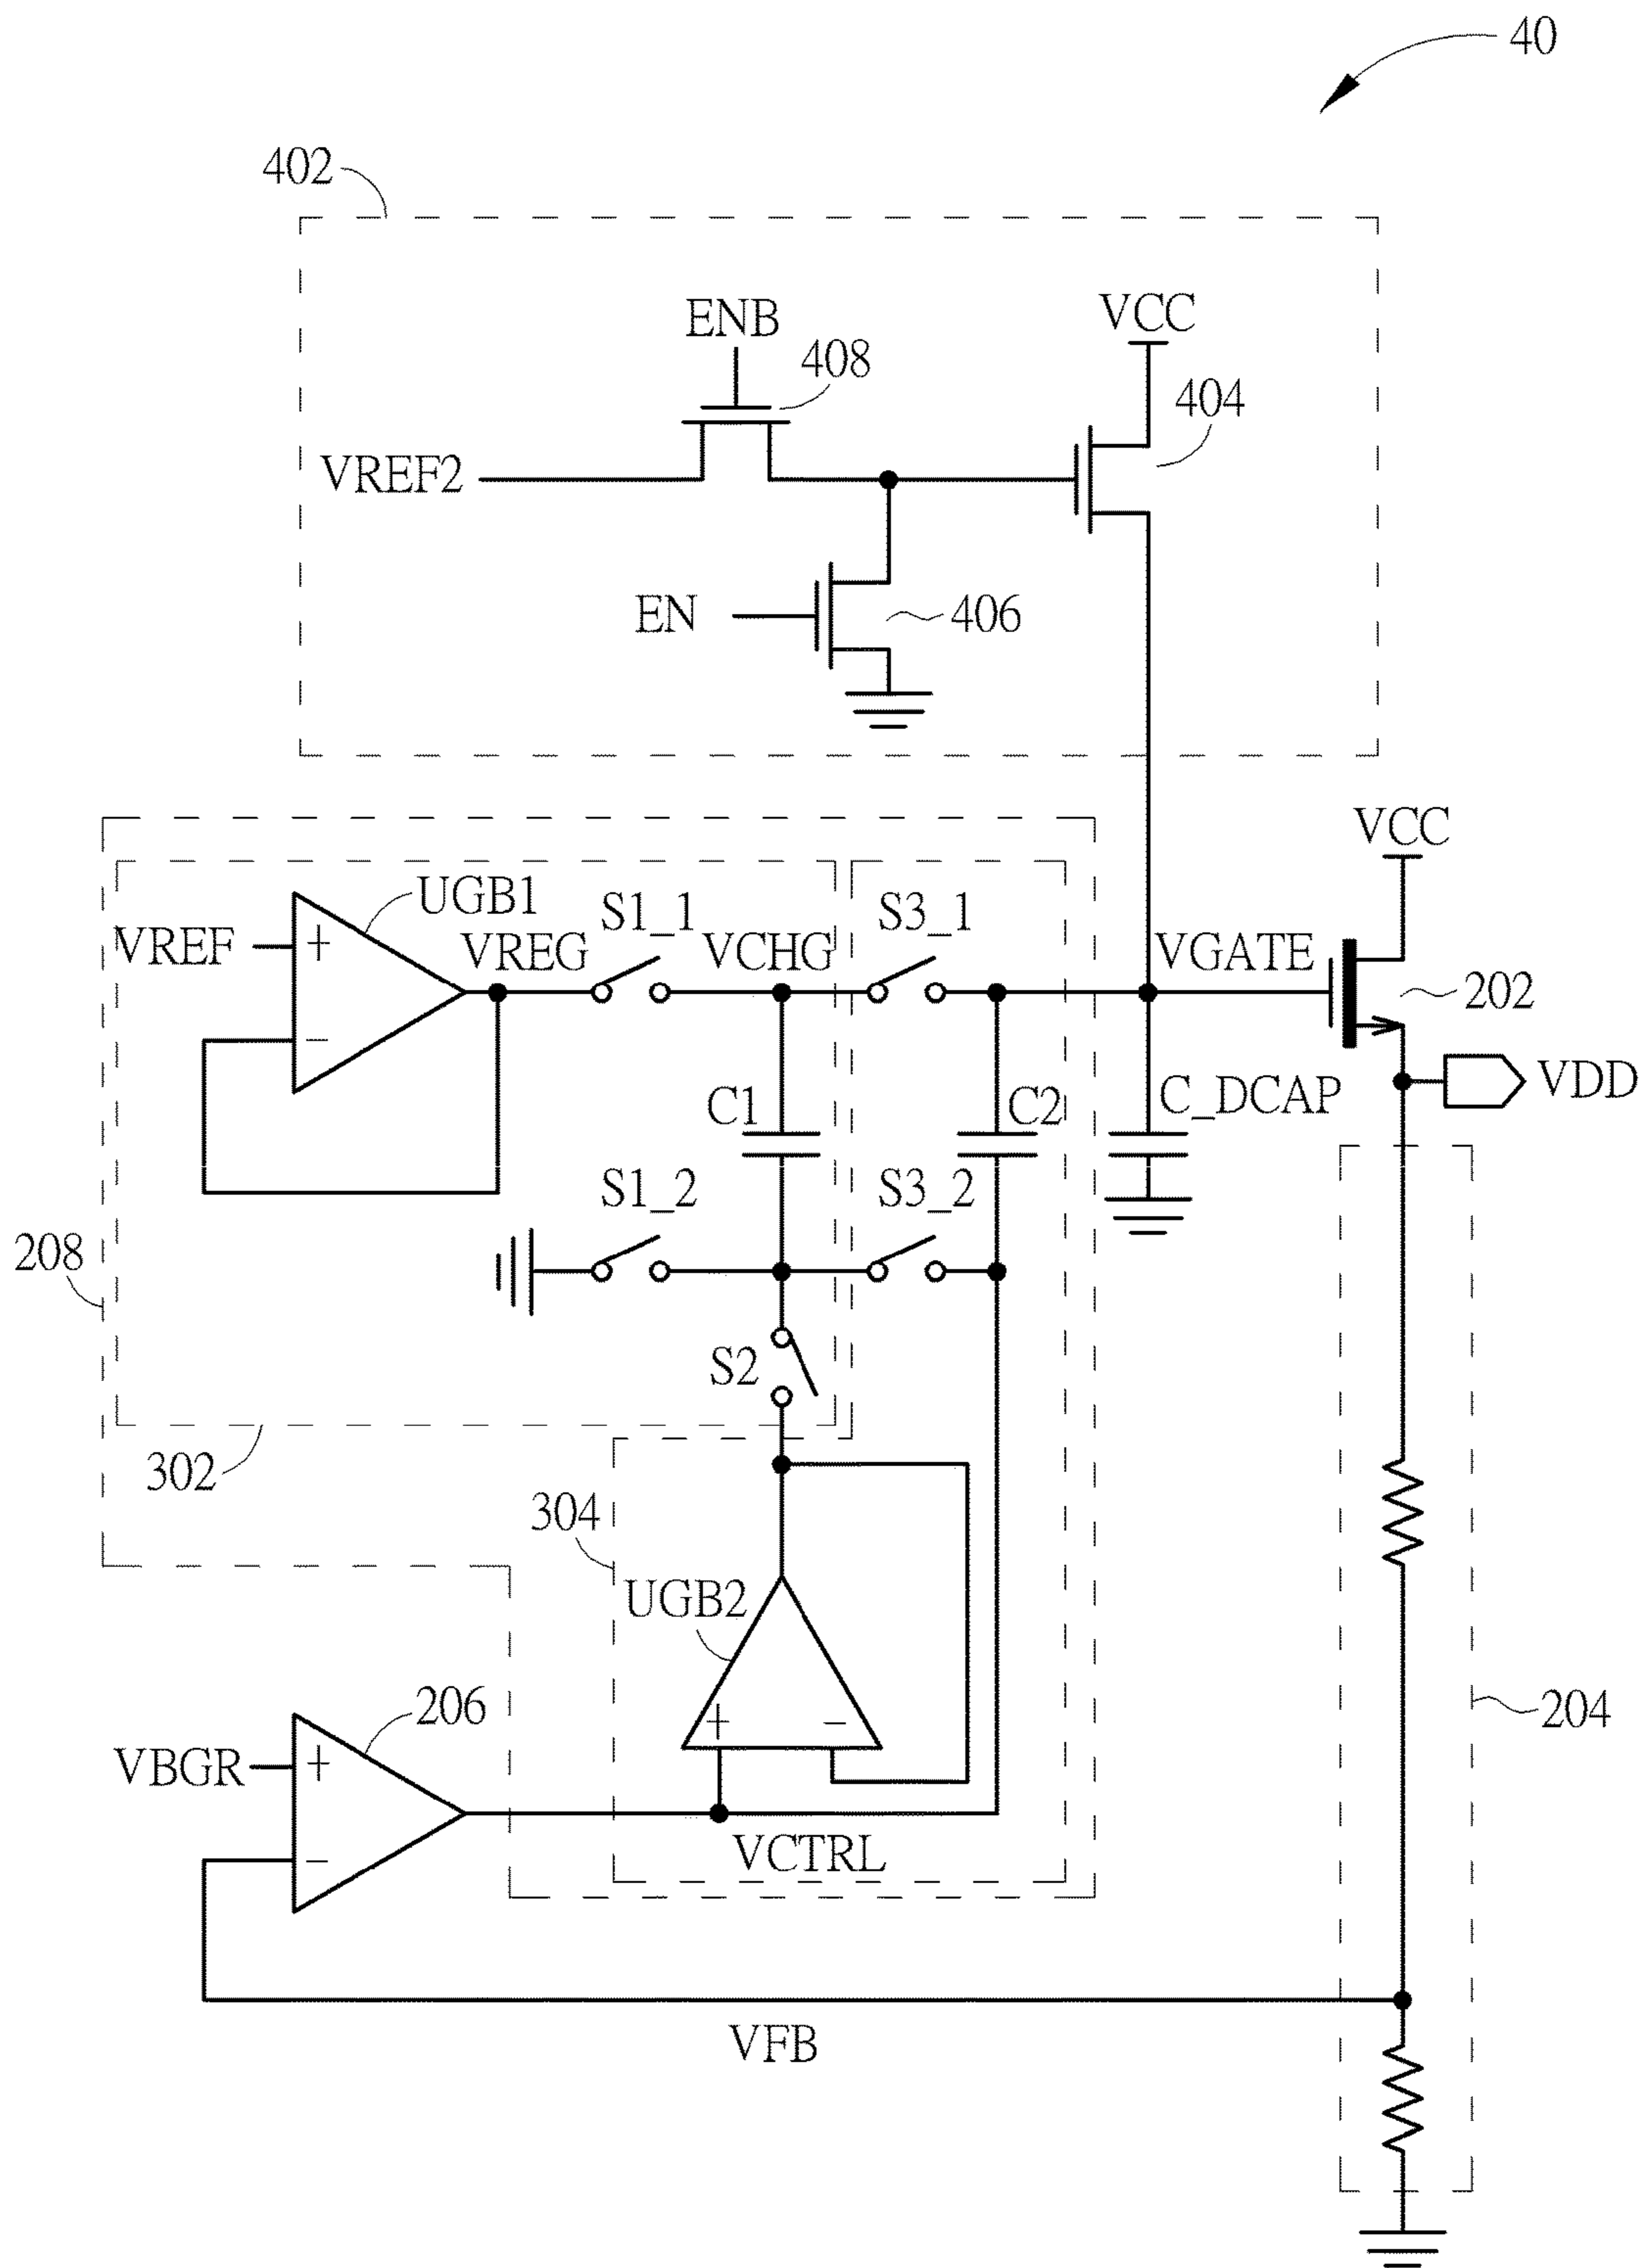 40
402
ENB
VCC
408
404
VREF2
EN
406
VCC
UGB1
S1_1
S3_1
VREF
+
VREG
VCHG
VGATE
202
−
VDD
C1
C2
C_DCAP
S1_2
S3_2
208
S2
302
304
UGB2
206
204
+
−
VBGR
+
VCTRL
−
VFB